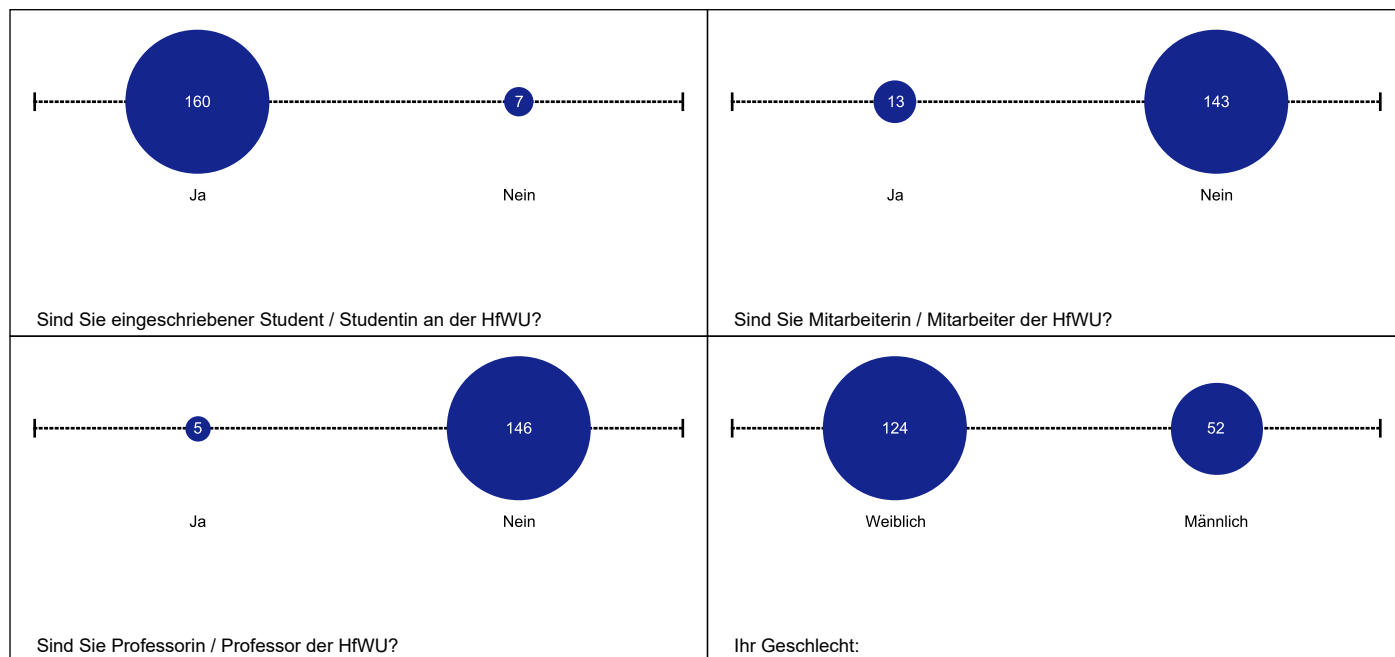 160
7
Ja
Nein
Sind Sie eingeschriebener Student / Studentin an der HfWU?
13
143
Ja
Nein
Sind Sie Mitarbeiterin / Mitarbeiter der HfWU?
5
146
Ja
Nein
Sind Sie Professorin / Professor der HfWU?
124
52
Weiblich
Männlich
Ihr Geschlecht: